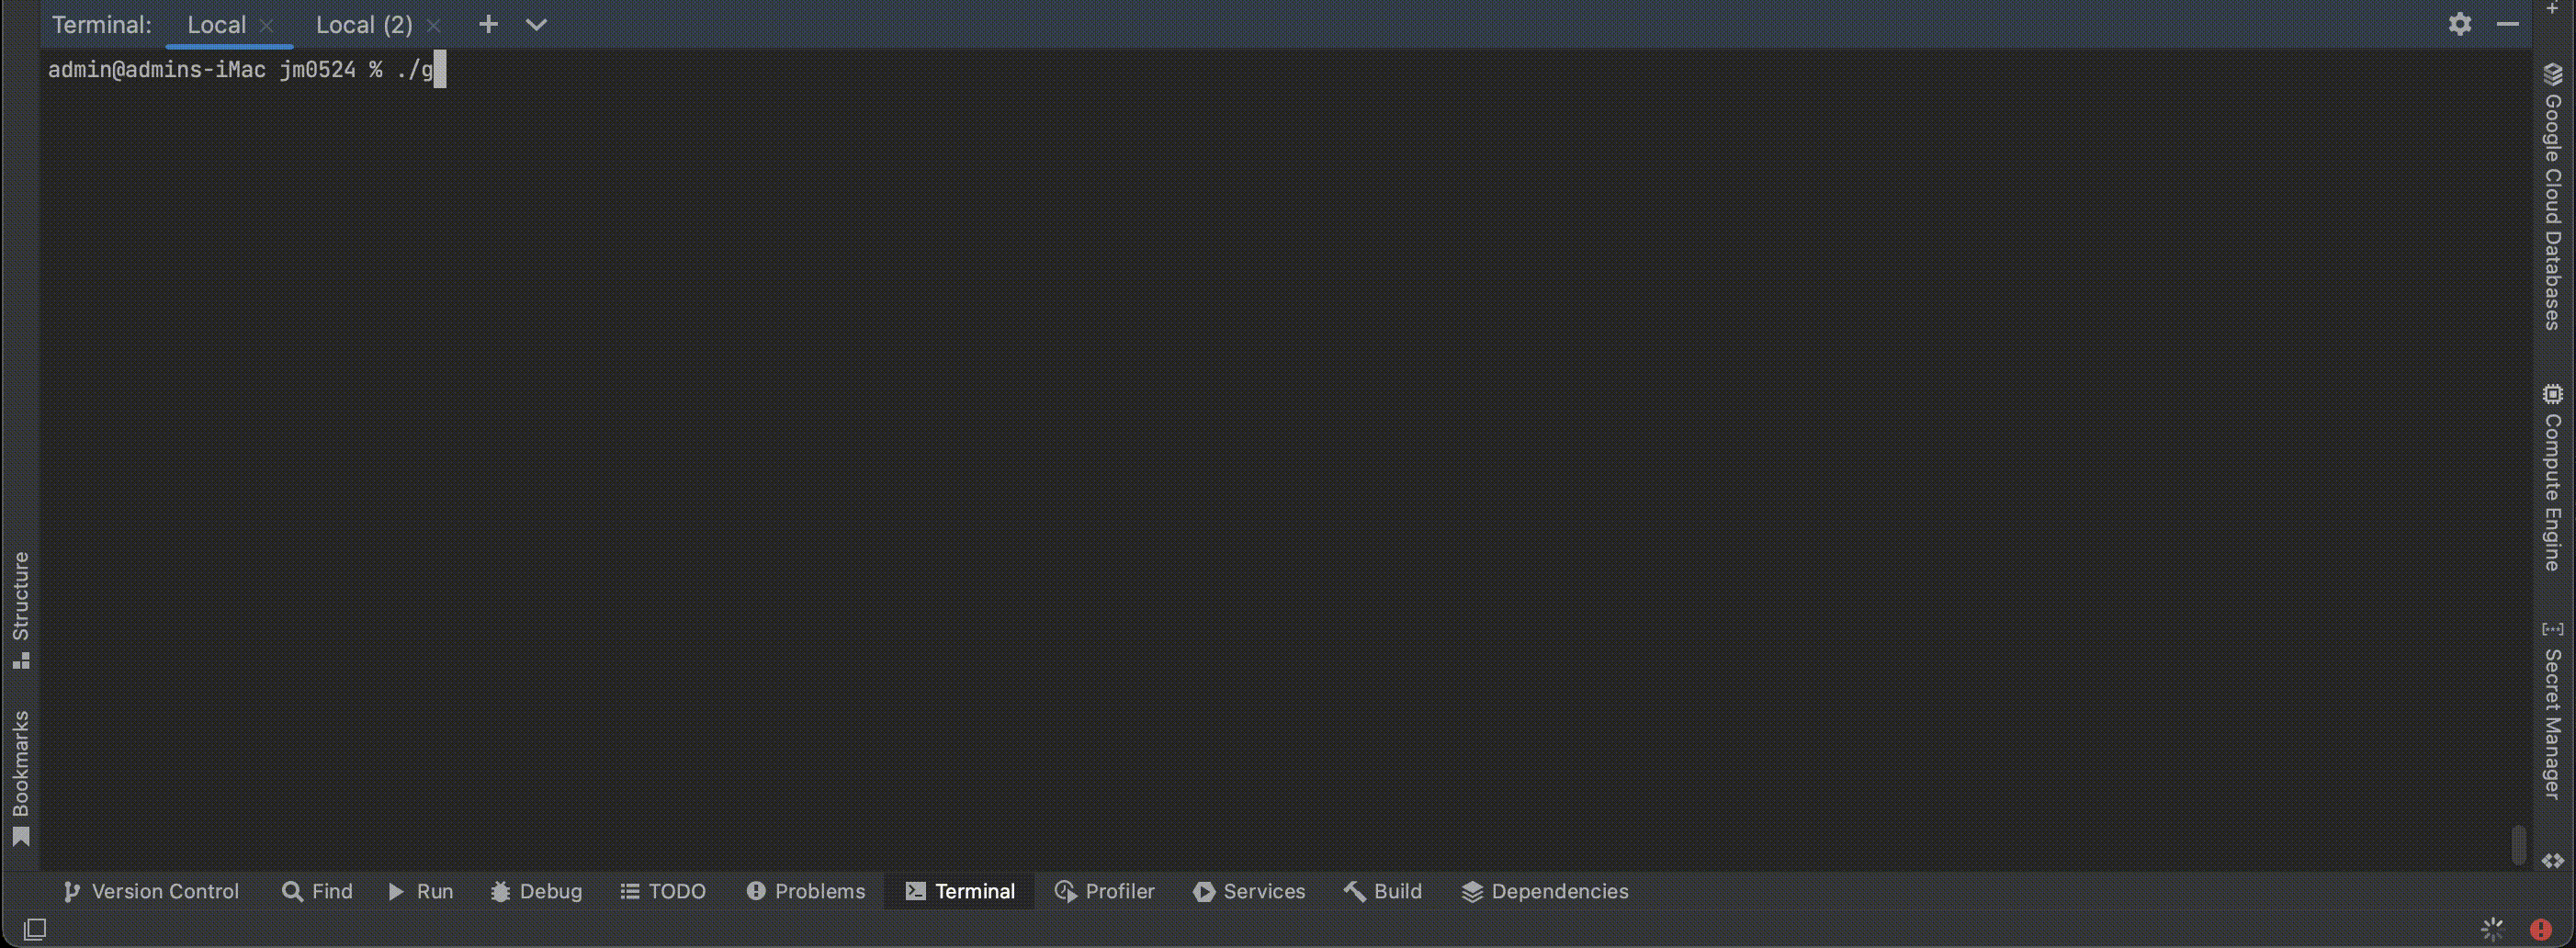 Terminal: Local Local (2)
admin@admins-iMac jm0524 % ./g
Google Cloud Databases
Compute Engine
Secret Manager
Structure
Bookmarks
Version Control Find Run Debug TODO Problems Terminal Profiler Services Build Dependencies